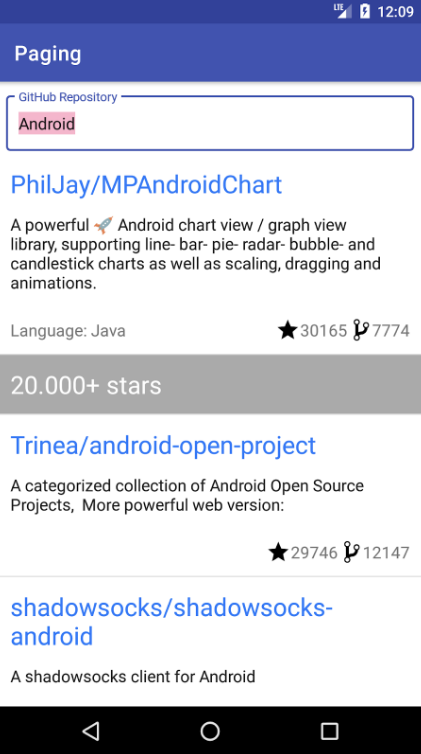 LTE 12:09
Paging
GitHub Repository
Android
PhilJay/MPAndroidChart
A powerful 🚀 Android chart view / graph view
library, supporting line- bar- pie- radar- bubble- and
candlestick charts as well as scaling, dragging and
animations.
Language: Java 30165 7774
20.000+ stars
Trinea/android-open-project
A categorized collection of Android Open Source
Projects, More powerful web version:
29746 12147
shadowsocks/shadowsocks-
android
A shadowsocks client for Android